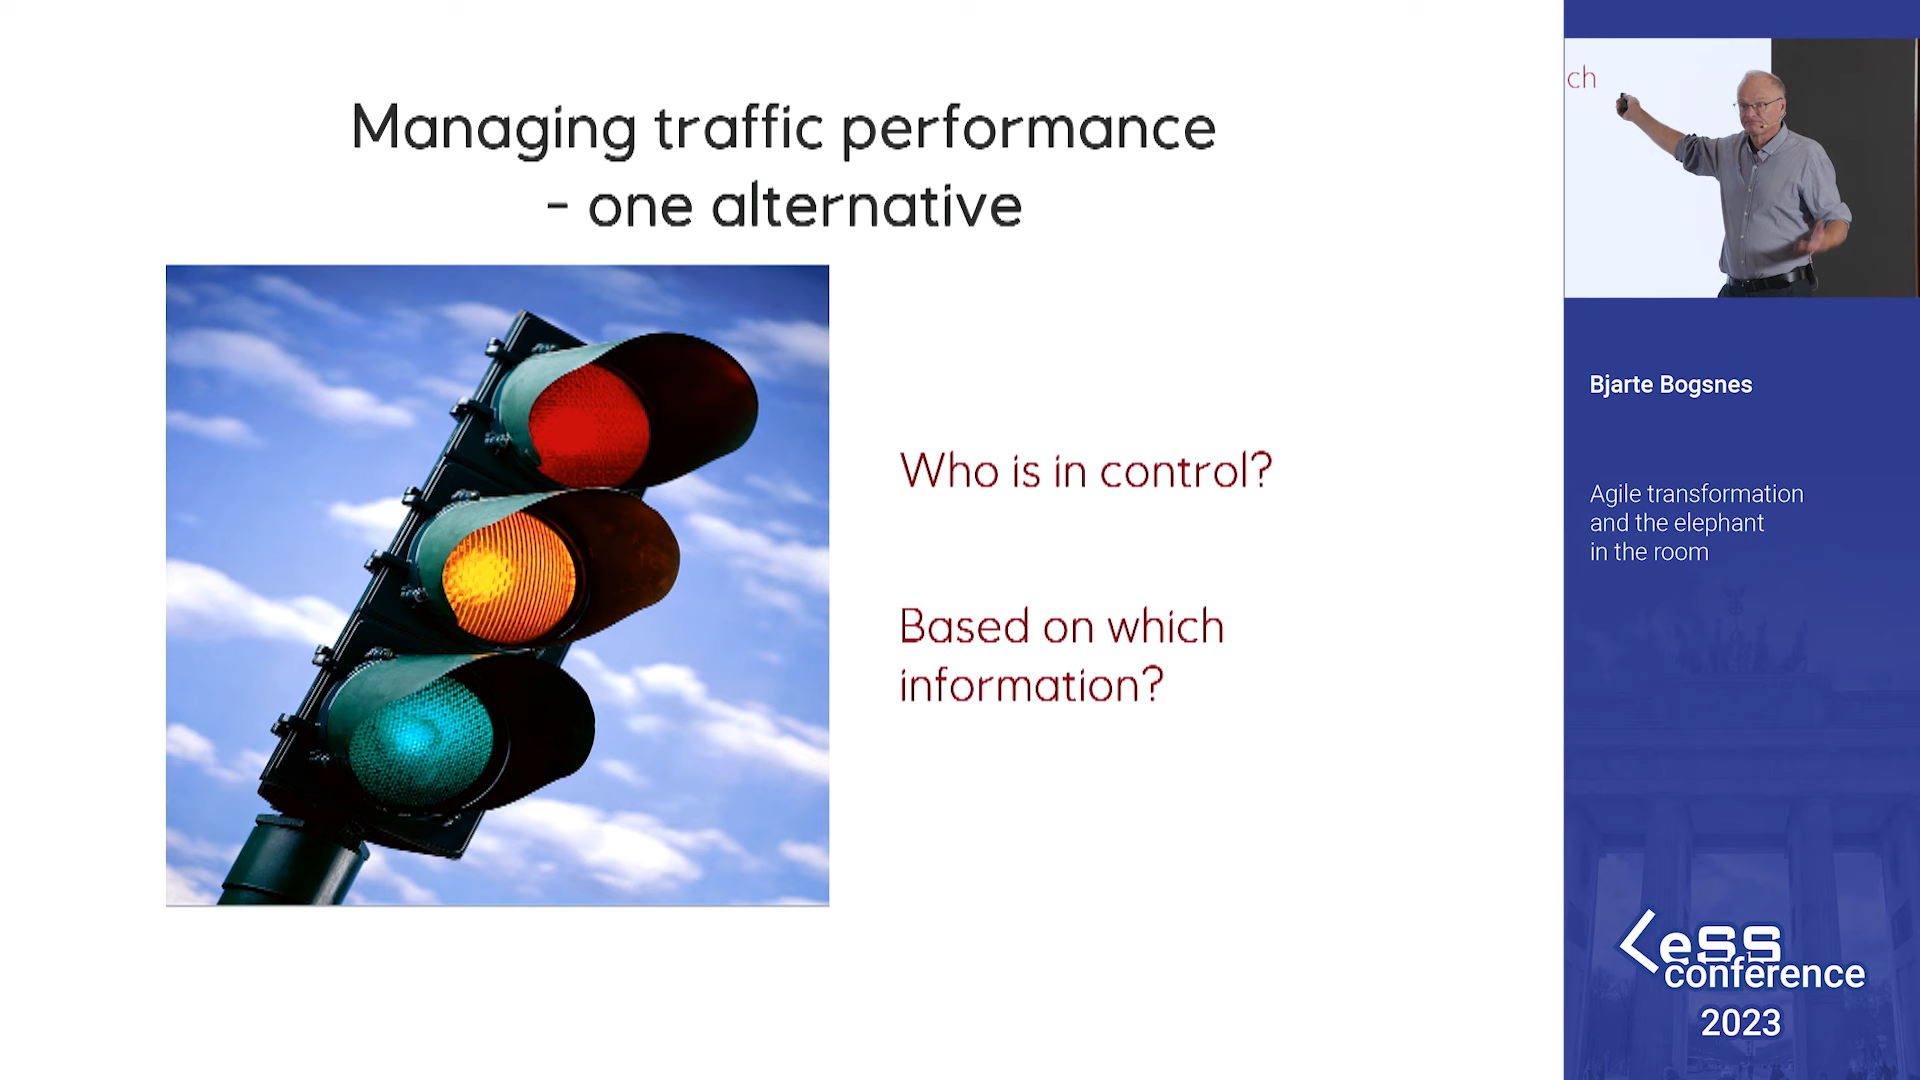 Managing traffic performance
- one alternative
Who is in control?
Based on which
information?
ch
Bjarte Bogsnes
Agile transformation
and the elephant
in the room
LeSS
conference
2023